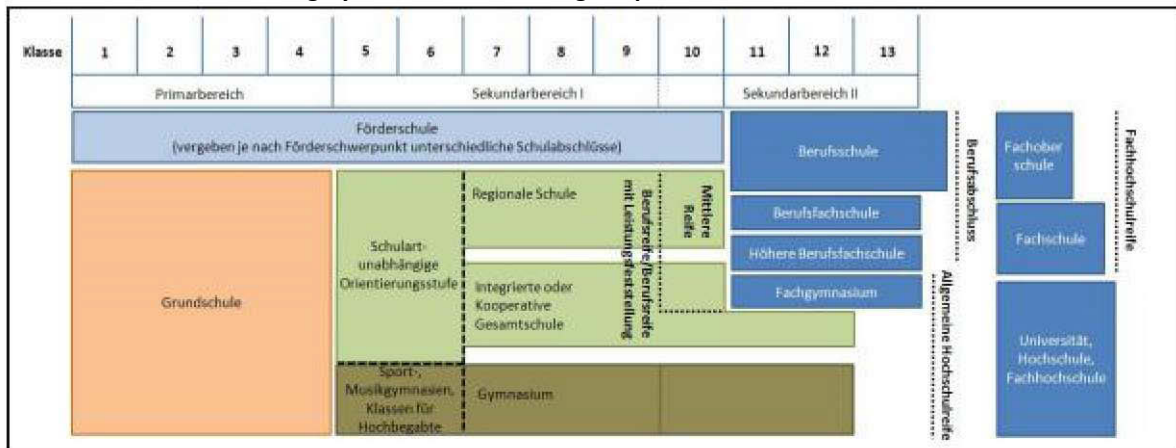 Klasse 1 2 3 4 5 6 7 8 9 10 11 12 13
Primarbereich Sekundarbereich I Sekundarbereich II
Förderschule
(vergeben je nach Förderschwerpunkt unterschiedliche Schulabschlüsse)
Grundschule
Schulart-
unabhängige
Orientierungsstufe
Sport-,
Musikgymnasien,
Klassen für
Hochbegabte
Regionale Schule
Integrierte oder
Kooperative
Gesamtschule
Gymnasium
Berufsreife/Berufsreife
mit Leistungsfeststellung
Mittlere
Reife
Berufsschule
Berufsfachschule
Höhere Berufsfachschule
Fachgymnasium
Berufsabschluss
Allgemeine Hochschulreife
Fachober
schule
Fachschule
Universität,
Hochschule,
Fachhochschule
Fachhochschulreife